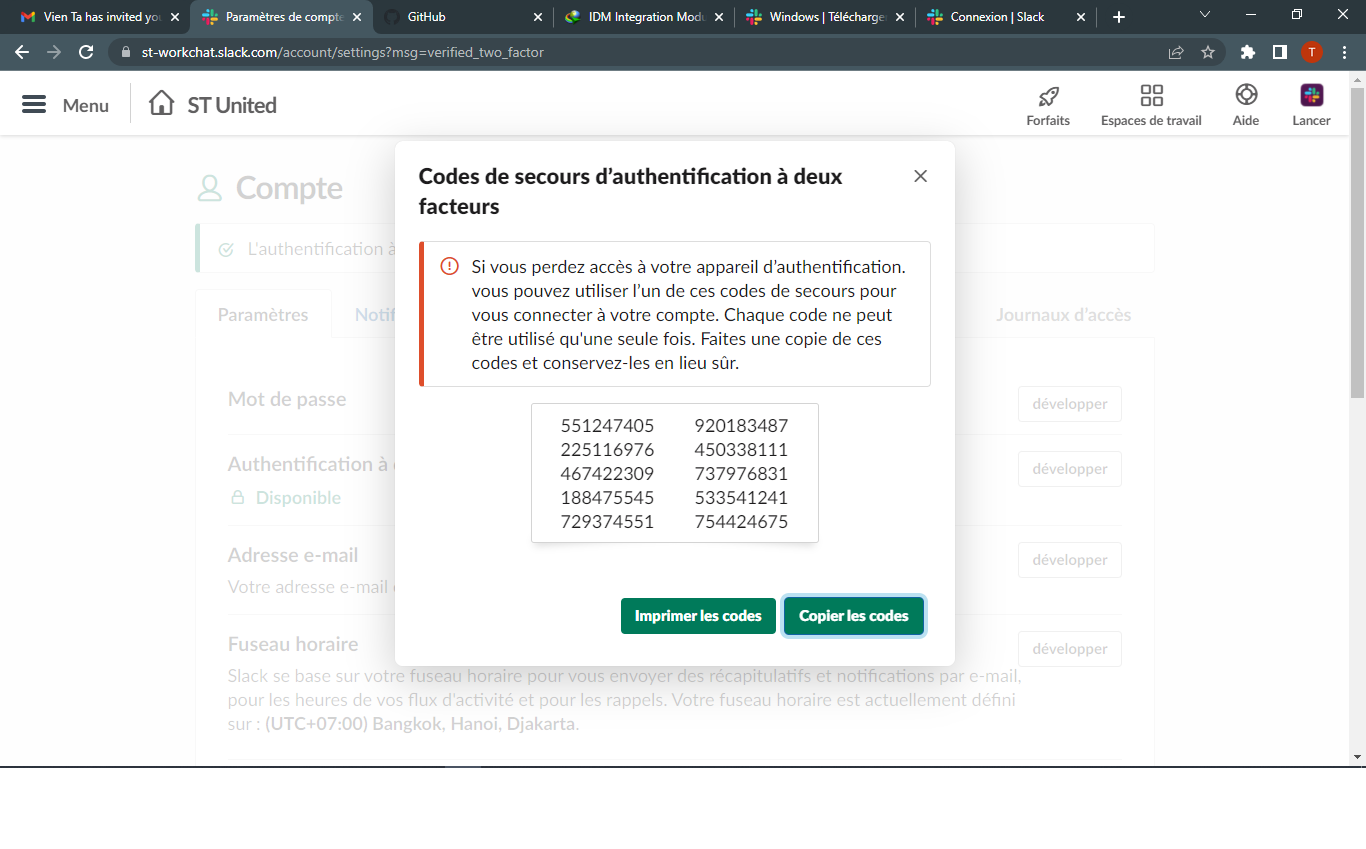 Vien Ta has invited you
Paramètres de compte
GitHub
IDM Integration Modu
Windows | Télécharger
Connexion | Slack
st-workchat.slack.com/account/settings?msg=verified_two_factor
T
Menu
ST United
Forfaits
Espaces de travail
Aide
Lancer
Compte
L'authentification à
Paramètres
Notif
Journaux d'accès
Codes de secours d’authentification à deux
facteurs
Si vous perdez accès à votre appareil d’authentification.
vous pouvez utiliser l’un de ces codes de secours pour
vous connecter à votre compte. Chaque code ne peut
être utilisé qu'une seule fois. Faites une copie de ces
codes et conservez-les en lieu sûr.
551247405 920183487
225116976 450338111
467422309 737976831
188475545 533541241
729374551 754424675
Imprimer les codes
Copier les codes
Mot de passe
développer
Authentification à
développer
Disponible
Adresse e-mail
développer
Votre adresse e-mail
Fuseau horaire
développer
Slack se base sur votre fuseau horaire pour vous envoyer des récapitulatifs et notifications par e-mail,
pour les heures de vos flux d'activité et pour les rappels. Votre fuseau horaire est actuellement défini
sur : (UTC+07:00) Bangkok, Hanoi, Djakarta.